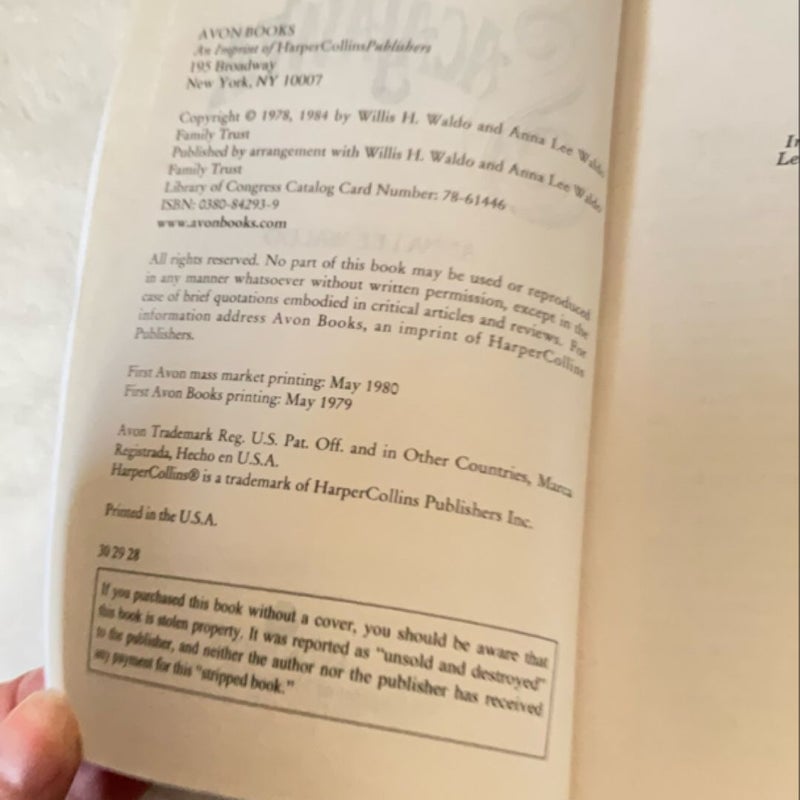 AVON BOOKS
An Imprint of HarperCollinsPublishers
195 Broadway
New York, NY 10007
Copyright © 1978, 1984 by Willis H. Waldo and Anna Lee Waldo
Family Trust
Published by arrangement with Willis H. Waldo and Anna Lee Waldo
Family Trust
Library of Congress Catalog Card Number: 78-61446
ISBN: 0380-84293-9
www.avonbooks.com
All rights reserved. No part of this book may be used or reproduced
in any manner whatsoever without written permission, except in the
case of brief quotations embodied in critical articles and reviews. For
information address Avon Books, an imprint of HarperCollins
Publishers.
First Avon mass market printing: May 1980
First Avon Books printing: May 1979
Avon Trademark Reg. U.S. Pat. Off. and in Other Countries, Marca
Registrada, Hecho en U.S.A.
HarperCollins® is a trademark of HarperCollins Publishers Inc.
Printed in the U.S.A.
30 29 28
If you purchased this book without a cover, you should be aware that
this book is stolen property. It was reported as "unsold and destroyed"
to the publisher, and neither the author nor the publisher has received
any payment for this "stripped book."